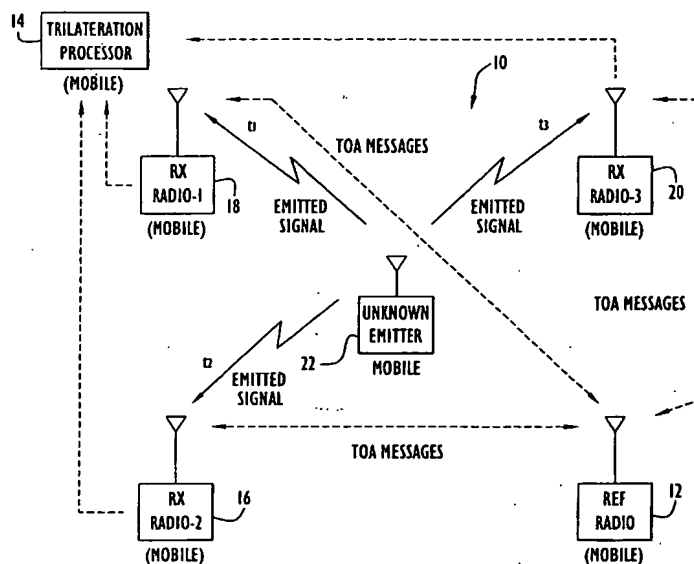 14
TRILATERATION
PROCESSOR
(MOBILE)
10
t1
t3
TOA MESSAGES
RX
RADIO-1
18
(MOBILE)
EMITTED
SIGNAL
EMITTED
SIGNAL
RX
RADIO-3
20
(MOBILE)
UNKNOWN
EMITTER
22
MOBILE
TOA MESSAGES
t2
EMITTED
SIGNAL
TOA MESSAGES
RX
RADIO-2
16
(MOBILE)
REF
RADIO
12
(MOBILE)